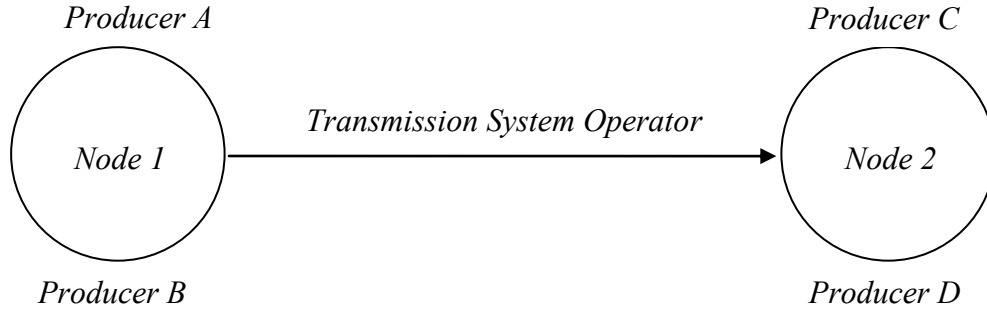 Producer A
Producer C
Transmission System Operator
Node 1
Node 2
Producer B
Producer D